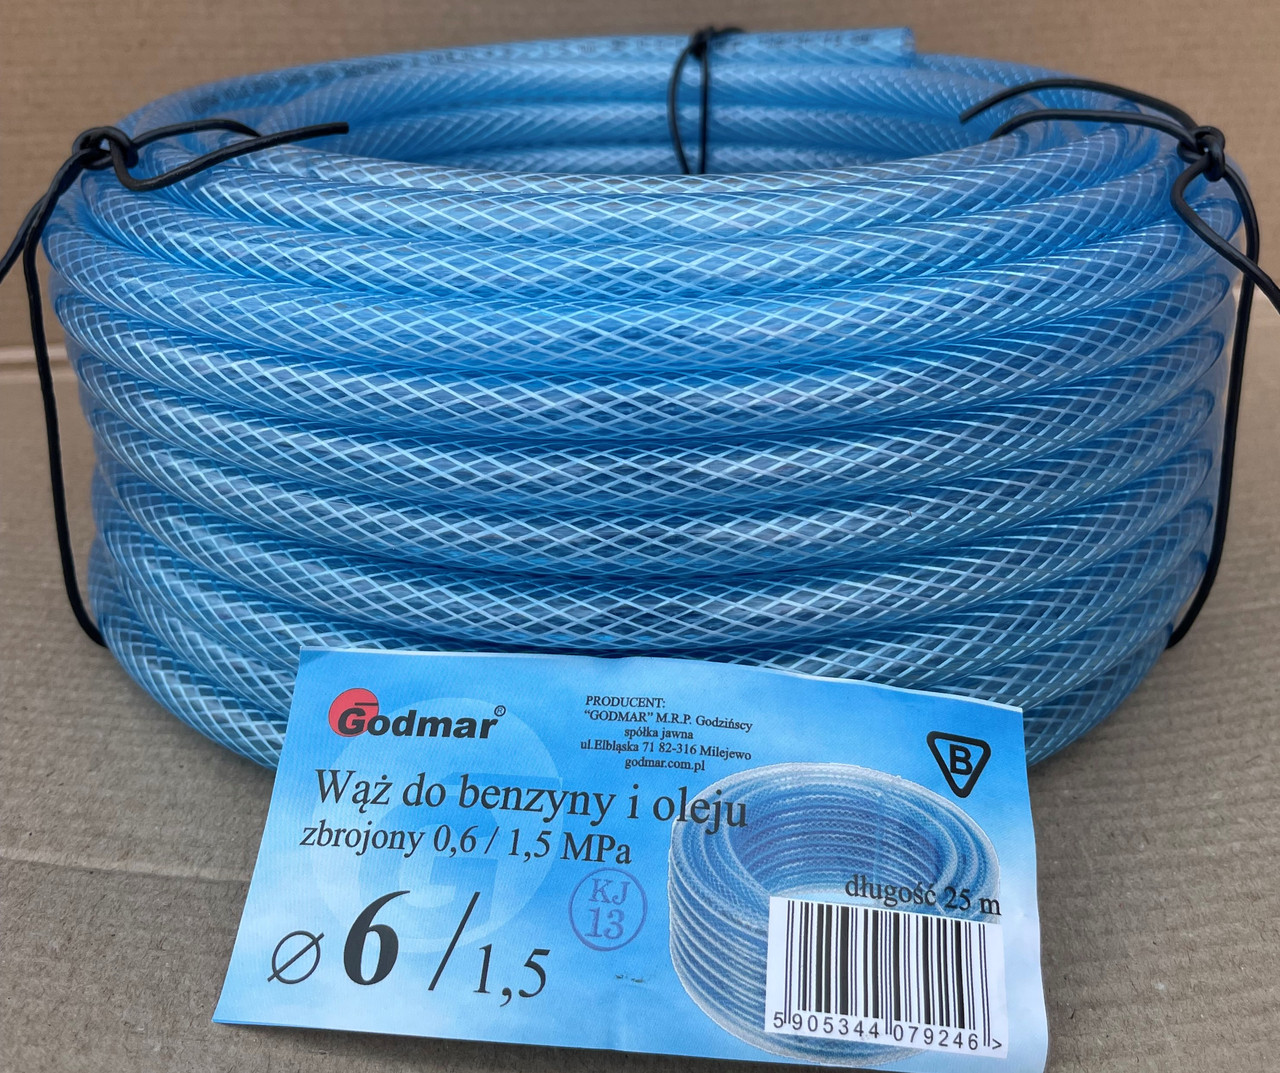 Godmar®
PRODUCENT:
“GODMAR” M.R.P. Godzińscy
spółka jawna
ul.Elbląska 71 82-316 Milejewo
godmar.com.pl
B
Wąż do benzyny i oleju
zbrojony 0,6 / 1,5 MPa
KJ
13
długość 25 m
⌀ 6 / 1,5
5 905344 079246 >